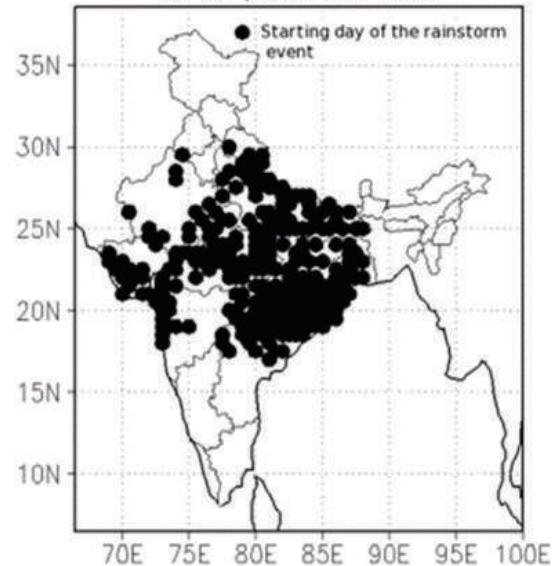 Starting day of the rainstorm
event
35N
30N
25N
20N
15N
10N
70E 75E 80E 85E 90E 95E 100E